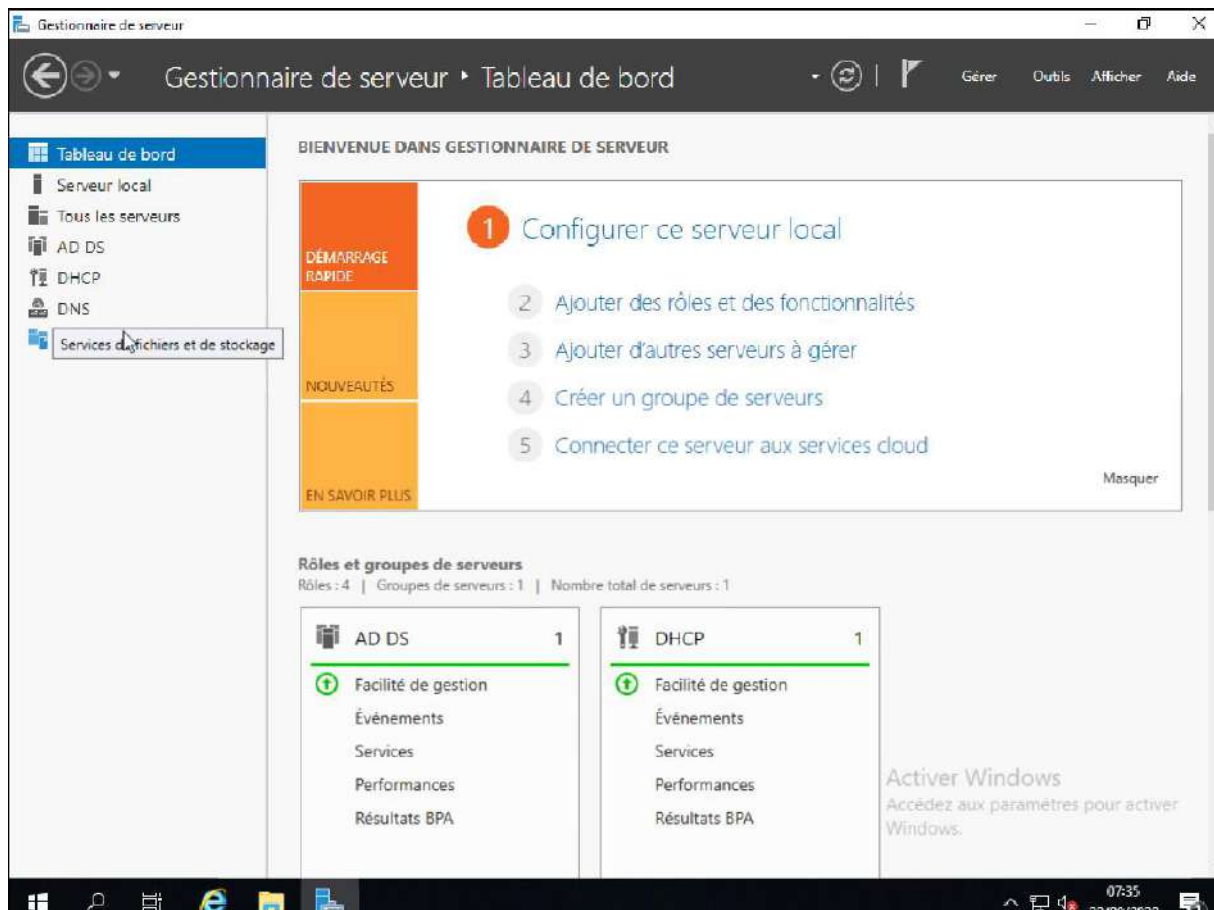 Gestionnaire de serveur
Gestionnaire de serveur ‣ Tableau de bord
Gérer Outils Afficher Aide
Tableau de bord
Serveur local
Tous les serveurs
AD DS
DHCP
DNS
Services de fichiers et de stockage
BIENVENUE DANS GESTIONNAIRE DE SERVEUR
DÉMARRAGE
RAPIDE
NOUVEAUTÉS
EN SAVOIR PLUS
1 Configurer ce serveur local
2 Ajouter des rôles et des fonctionnalités
3 Ajouter d'autres serveurs à gérer
4 Créer un groupe de serveurs
5 Connecter ce serveur aux services cloud
Masquer
Rôles et groupes de serveurs
Rôles : 4 | Groupes de serveurs : 1 | Nombre total de serveurs : 1
AD DS 1
Facilité de gestion
Événements
Services
Performances
Résultats BPA
DHCP 1
Facilité de gestion
Événements
Services
Performances
Résultats BPA
Activer Windows
Accédez aux paramètres pour activer
Windows.
07:35